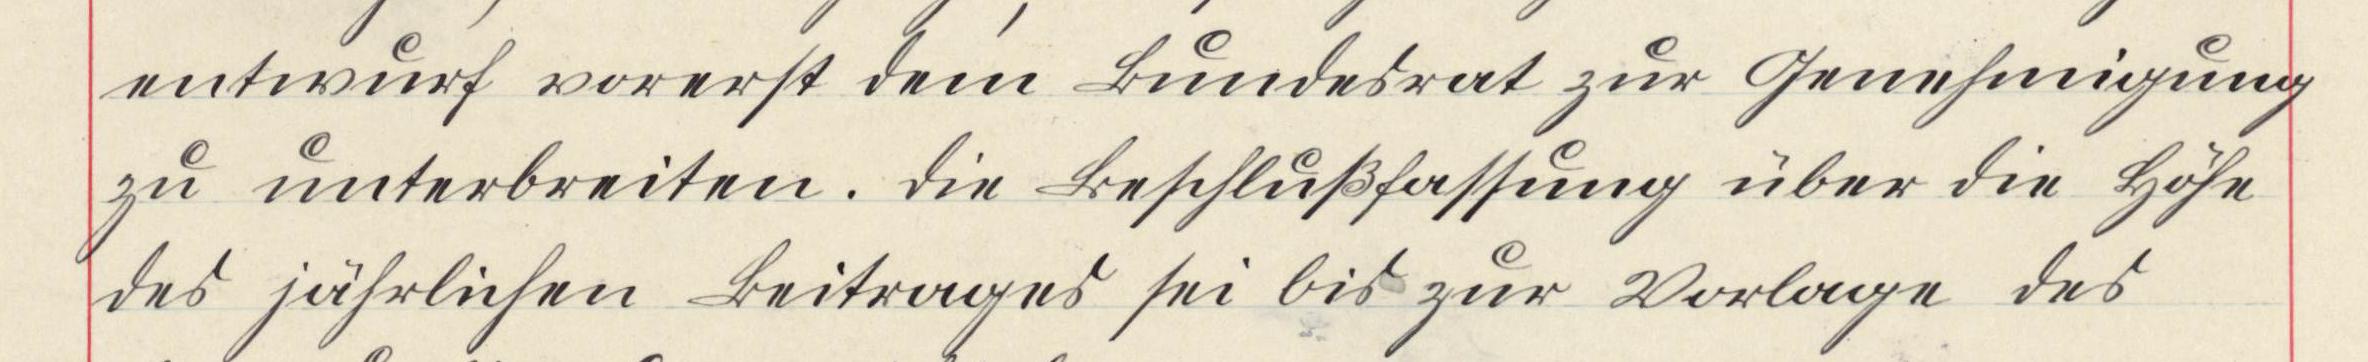 entwurf vorerst dem Bundesrat zur Genehmigung
zu unterbreiten. Die Beschlußfassung über die Höhe
des jährlichen Beitrages sei bis zur Vorlage des